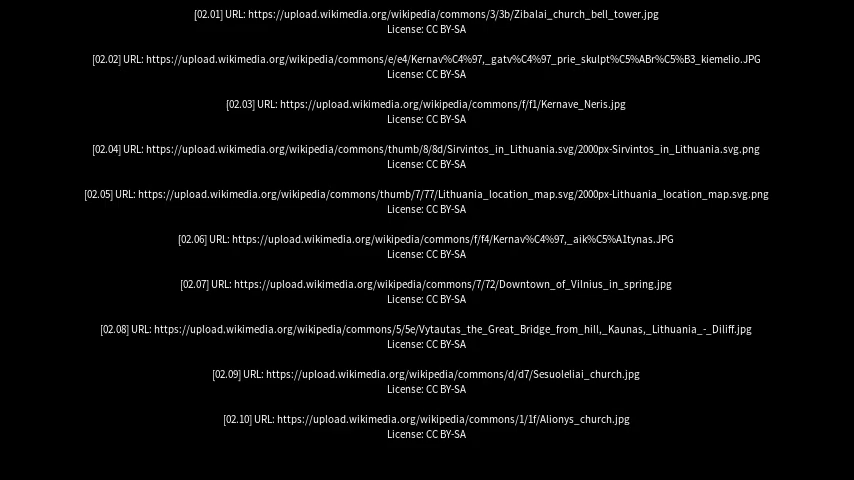 [02.01] URL: https://upload.wikimedia.org/wikipedia/commons/3/3b/Zibalai_church_bell_tower.jpg
License: CC BY-SA
[02.02] URL: https://upload.wikimedia.org/wikipedia/commons/e/e4/Kernav%C4%97,_gatv%C4%97_prie_skulpt%C5%ABr%C5%B3_kiemelio.JPG
License: CC BY-SA
[02.03] URL: https://upload.wikimedia.org/wikipedia/commons/f/f1/Kernave_Neris.jpg
License: CC BY-SA
[02.04] URL: https://upload.wikimedia.org/wikipedia/commons/thumb/8/8d/Sirvintos_in_Lithuania.svg/2000px-Sirvintos_in_Lithuania.svg.png
License: CC BY-SA
[02.05] URL: https://upload.wikimedia.org/wikipedia/commons/thumb/7/77/Lithuania_location_map.svg/2000px-Lithuania_location_map.svg.png
License: CC BY-SA
[02.06] URL: https://upload.wikimedia.org/wikipedia/commons/f/f4/Kernav%C4%97,_aik%C5%A1tynas.JPG
License: CC BY-SA
[02.07] URL: https://upload.wikimedia.org/wikipedia/commons/7/72/Downtown_of_Vilnius_in_spring.jpg
License: CC BY-SA
[02.08] URL: https://upload.wikimedia.org/wikipedia/commons/5/5e/Vytautas_the_Great_Bridge_from_hill,_Kaunas,_Lithuania_-_Diliff.jpg
License: CC BY-SA
[02.09] URL: https://upload.wikimedia.org/wikipedia/commons/d/d7/Sesuoleliai_church.jpg
License: CC BY-SA
[02.10] URL: https://upload.wikimedia.org/wikipedia/commons/1/1f/Alionys_church.jpg
License: CC BY-SA